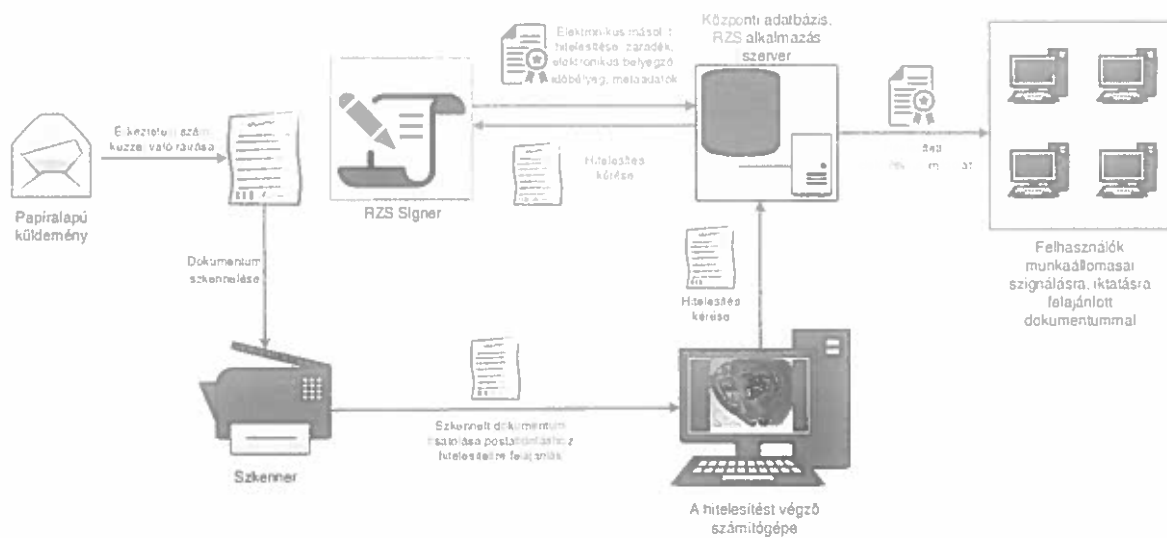 Papíralapú
küldemény
Érkeztető szám
kézzel való ráírása
Dokumentum
szkennelése
Szkenner
Szkennelt dokumentum
csatolása postabontáshoz
hitelesítésre felajánlás
RZS Signer
Elektronikus másolat
hitelesítése: záradék,
elektronikus bélyegző
időbélyeg, metaadatok
Hitelesítés
kérése
Központi adatbázis,
RZS alkalmazás
szerver
Hitelesítés
kérése
A hitelesítést végző
számítógépe
Felhasználók
munkaállomásai
szignálásra, iktatásra
felajánlott
dokumentummal